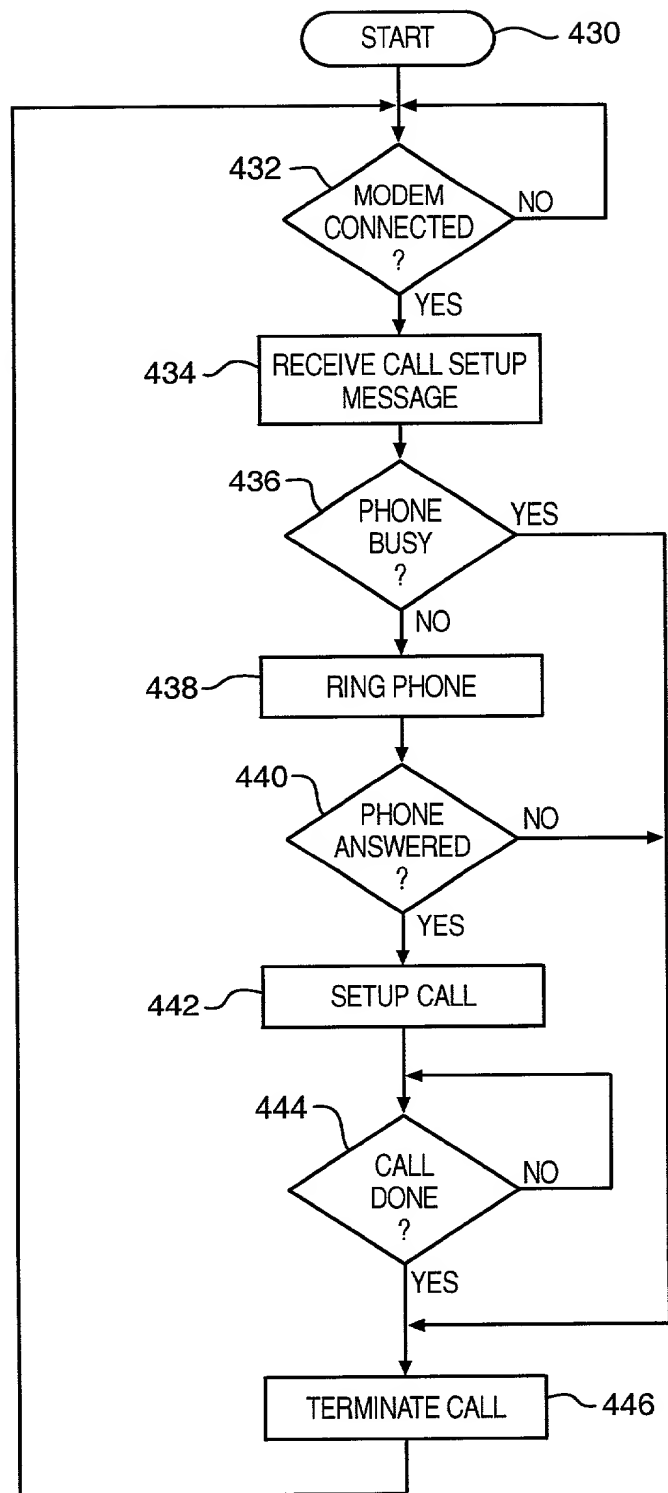 START
430
432
MODEM
CONNECTED
?
NO
YES
434
RECEIVE CALL SETUP
MESSAGE
436
PHONE
BUSY
?
YES
NO
438
RING PHONE
440
PHONE
ANSWERED
?
NO
YES
442
SETUP CALL
444
CALL
DONE
?
NO
YES
TERMINATE CALL
446